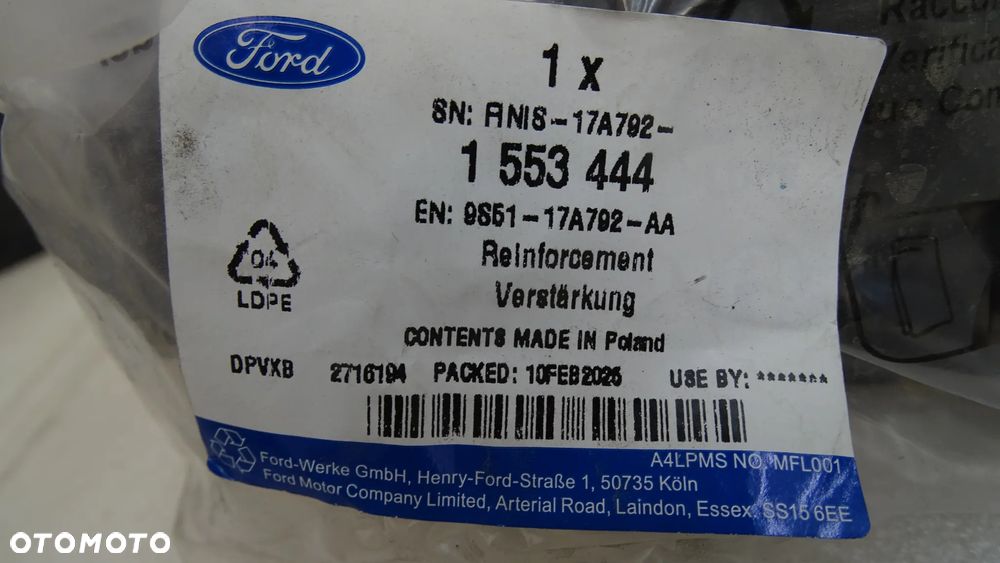 Ford
1 x
SN: FINIS-17A792-
1 553 444
EN: 9S51-17A792-AA
Reinforcement
Verstärkung
04
LDPE
CONTENTS MADE IN Poland
DPVXB 2716194 PACKED: 10FEB2025 USE BY: *******
A4LPMS NO. MFL001
Ford-Werke GmbH, Henry-Ford-Straße 1, 50735 Köln
Ford Motor Company Limited, Arterial Road, Laindon, Essex, SS15 6EE
OTOMOTO